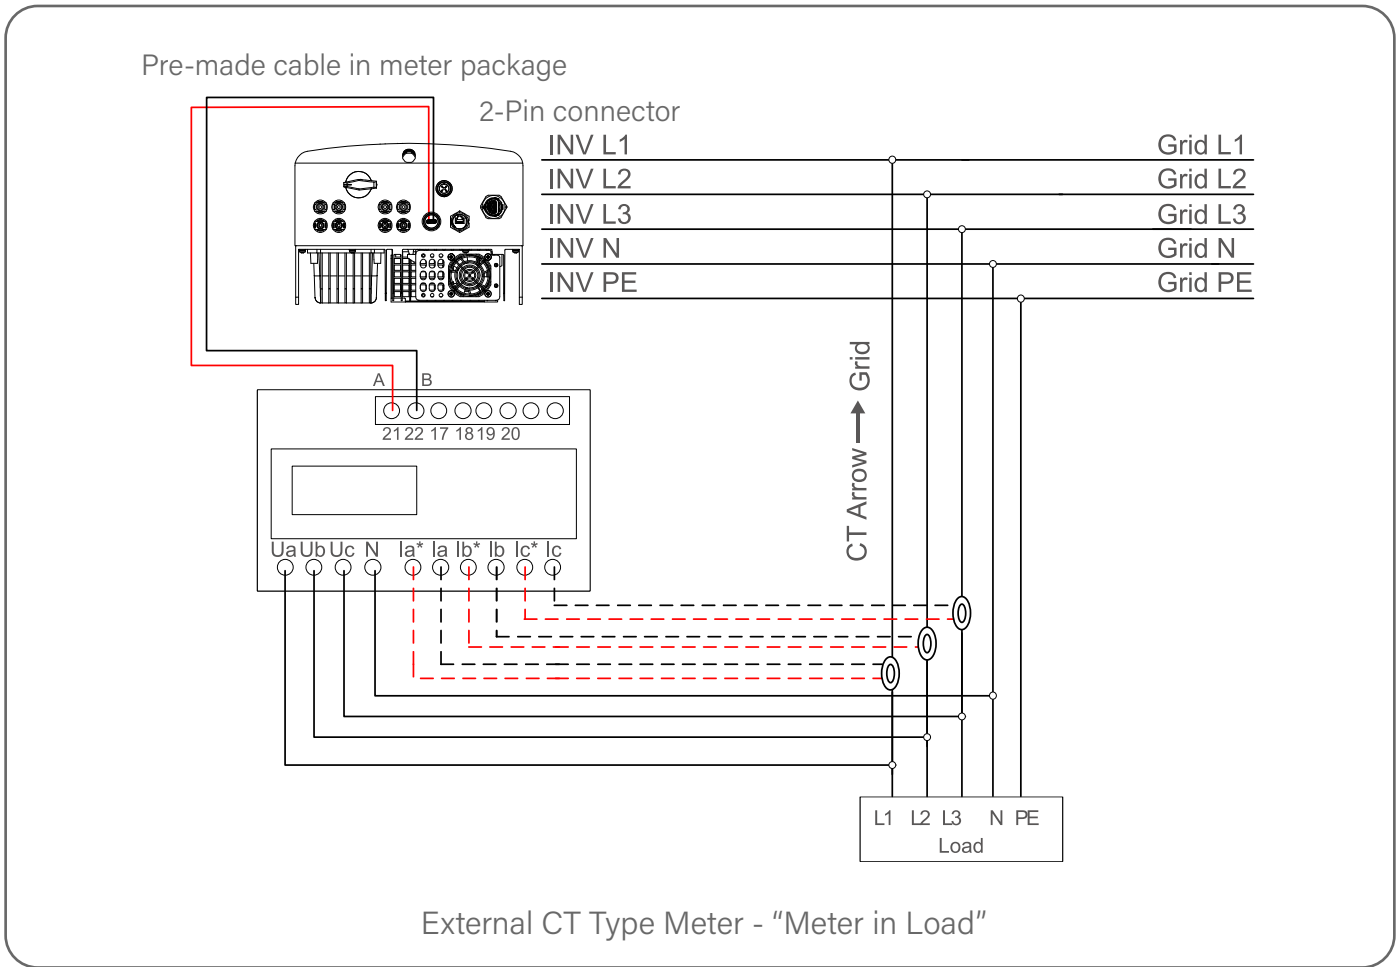 Pre-made cable in meter package
2-Pin connector
INV L1 Grid L1
INV L2 Grid L2
INV L3 Grid L3
INV N Grid N
INV PE Grid PE
CT Arrow → Grid
A B
21 22 17 18 19 20
Ua Ub Uc N Ia* Ia Ib* Ib Ic* Ic
L1 L2 L3 N PE
Load
External CT Type Meter - “Meter in Load”